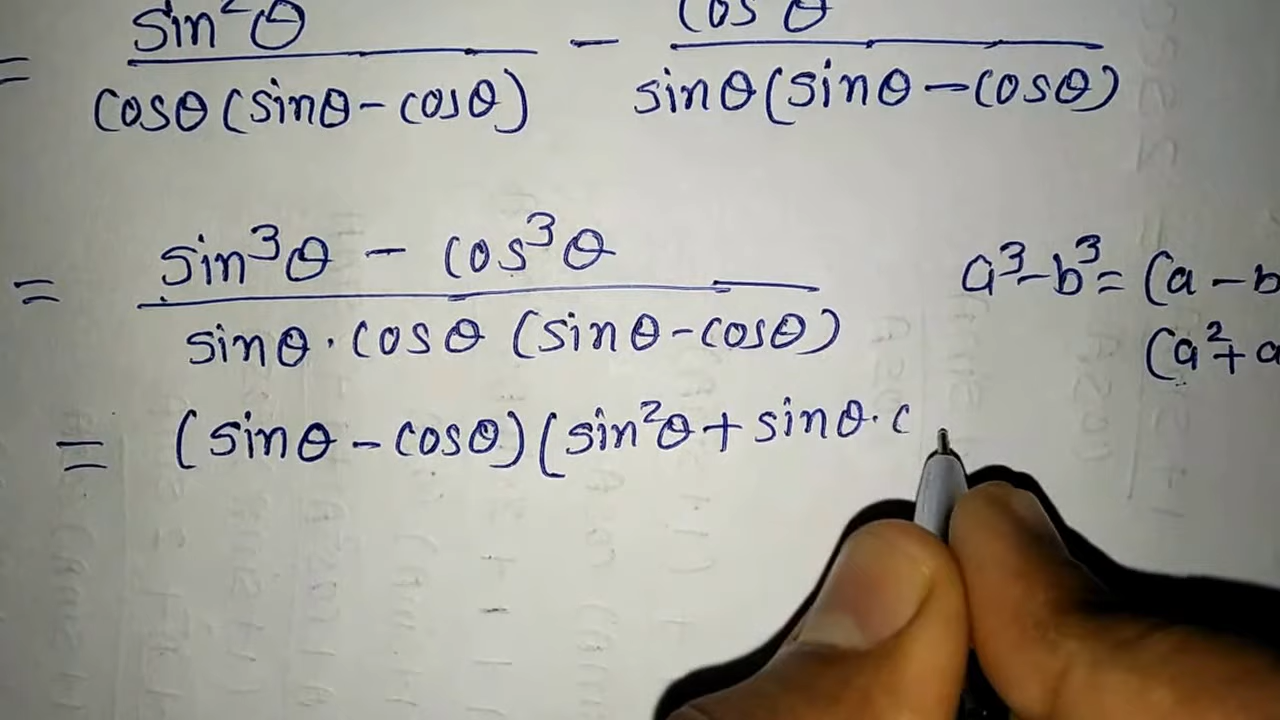 = sin²θ / cosθ(sinθ - cosθ) - cos θ / sinθ(sinθ - cosθ)
= sin³θ - cos³θ / sinθ·cosθ (sinθ - cosθ)
a³-b³= (a-b
(a²+a
= (sinθ - cosθ)(sin²θ + sinθ·c